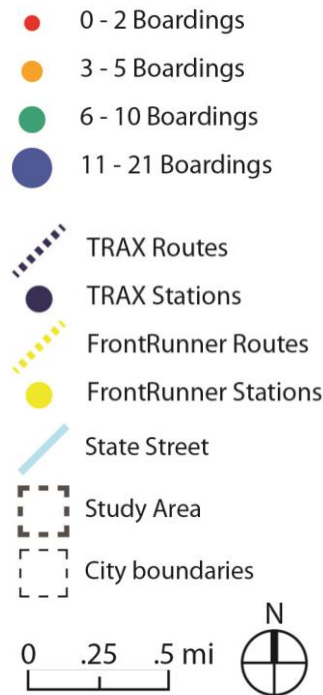 0 - 2 Boardings
3 - 5 Boardings
6 - 10 Boardings
11 - 21 Boardings
TRAX Routes
TRAX Stations
FrontRunner Routes
FrontRunner Stations
State Street
Study Area
City boundaries
N
0 .25 .5 mi